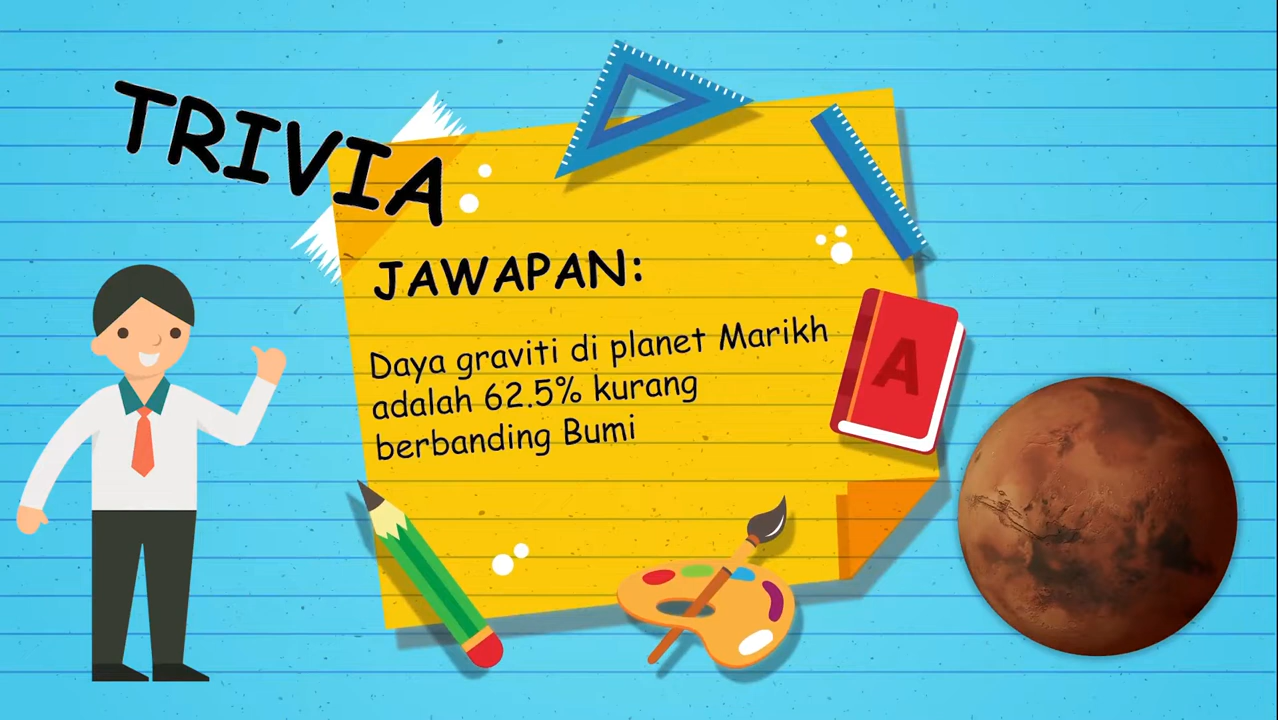 TRIVIA
JAWAPAN:
Daya graviti di planet Marikh
adalah 62.5% kurang
berbanding Bumi
A